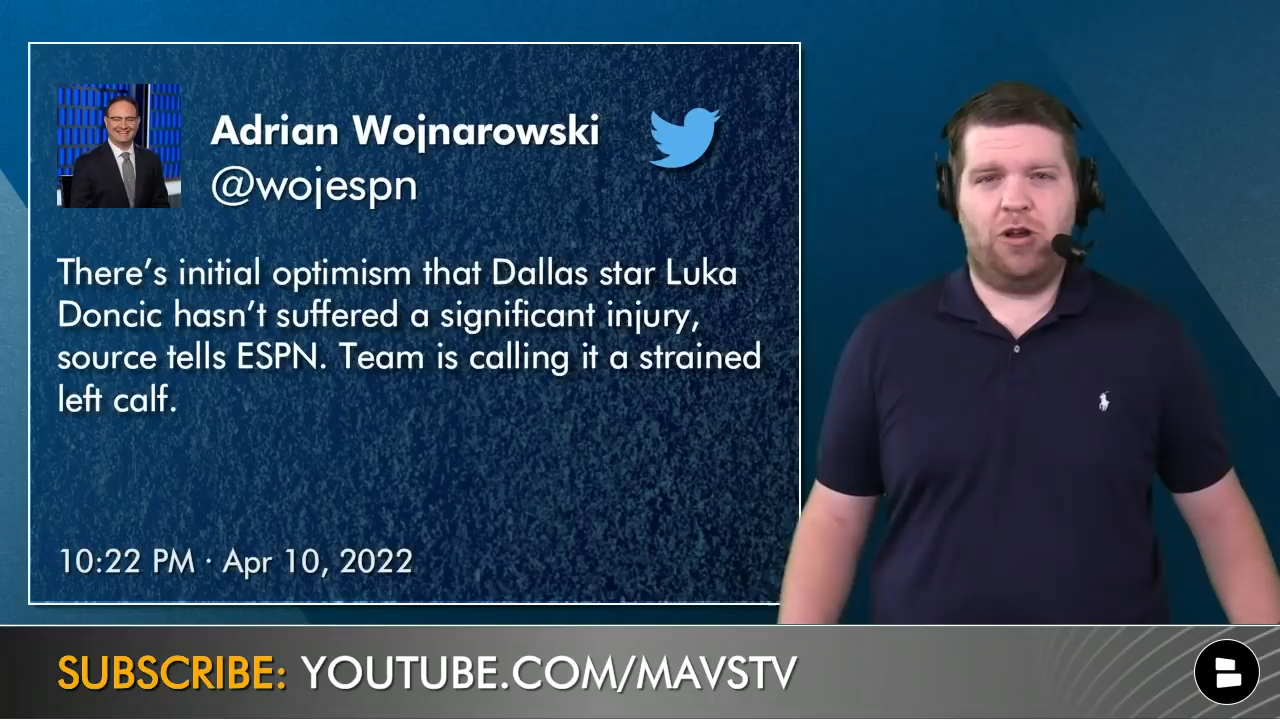 Adrian Wojnarowski
@wojespn
There’s initial optimism that Dallas star Luka
Doncic hasn’t suffered a significant injury,
source tells ESPN. Team is calling it a strained
left calf.
10:22 PM · Apr 10, 2022
SUBSCRIBE: YOUTUBE.COM/MAVSTV